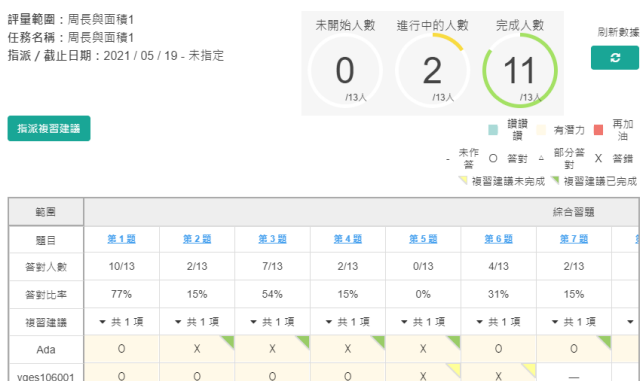 評量範圍：周長與面積1
任務名稱：周長與面積1
指派 / 截止日期：2021 / 05 / 19 - 未指定
未開始人數 進行中的人數 完成人數
0 /13人 2 /13人 11 /13人
刷新數據
指派複習建議
讚讚讚 有潛力 再加油
- 未作答 O 答對 △ 部分答對 X 答錯
複習建議未完成 複習建議已完成
範圍 綜合習題
題目 第1題 第2題 第3題 第4題 第5題 第6題 第7題
答對人數 10/13 2/13 7/13 2/13 0/13 4/13 2/13
答對比率 77% 15% 54% 15% 0% 31% 15%
複習建議 ▼ 共1項 ▼ 共1項 ▼ 共1項 ▼ 共1項 ▼ 共1項 ▼ 共1項 ▼ 共1項 ▼
Ada O X X X X O O
yges106001 O O O O X X —